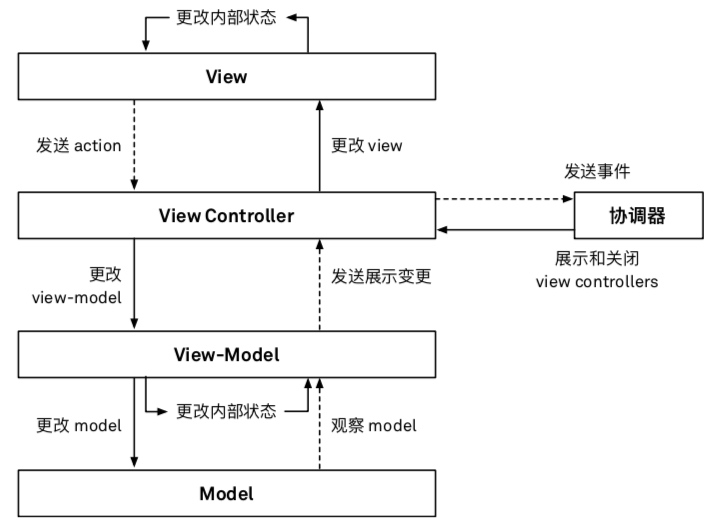 更改内部状态
View
发送 action
更改 view
发送事件
View Controller
协调器
更改
view-model
发送展示变更
展示和关闭
view controllers
View-Model
更改 model
更改内部状态
观察 model
Model